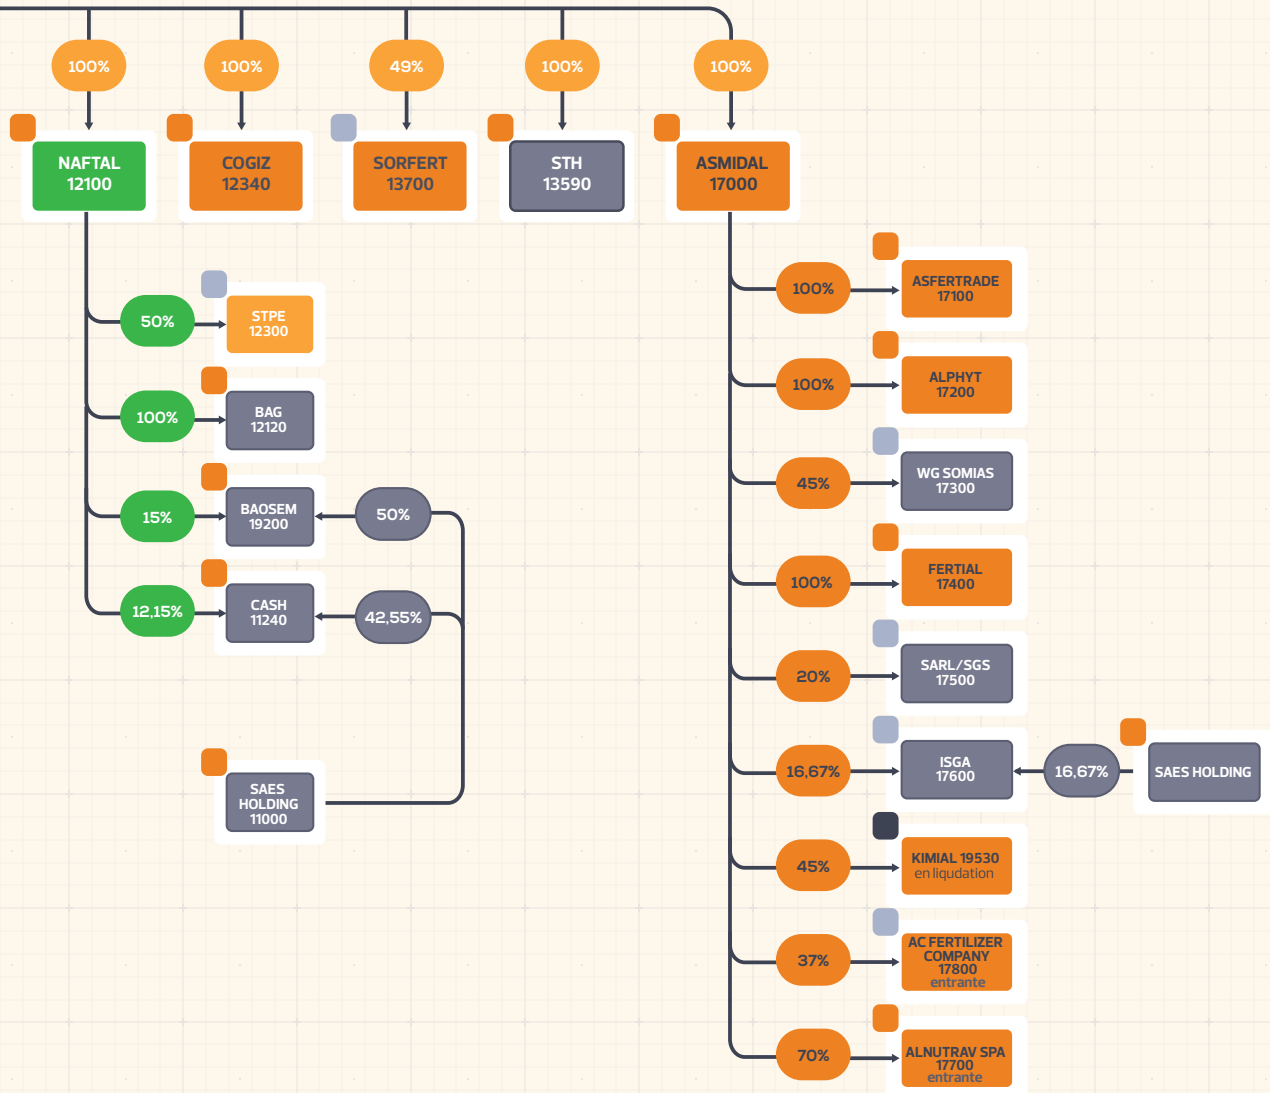 100%
100%
49%
100%
100%
NAFTAL
12100
COGIZ
12340
SORFERT
13700
STH
13590
ASMIDAL
17000
50%
STPE
12300
100%
BAG
12120
15%
BAOSEM
19200
50%
12,15%
CASH
11240
42,55%
SAES
HOLDING
11000
100%
ASFERTRADE
17100
100%
ALPHYT
17200
45%
WG SOMIAS
17300
100%
FERTIAL
17400
20%
SARL/SGS
17500
16,67%
ISGA
17600
16,67%
SAES HOLDING
45%
KIMIAL 19530
en liqudation
37%
AC FERTILIZER
COMPANY
17800
entrante
70%
ALNUTRAV SPA
17700
entrante